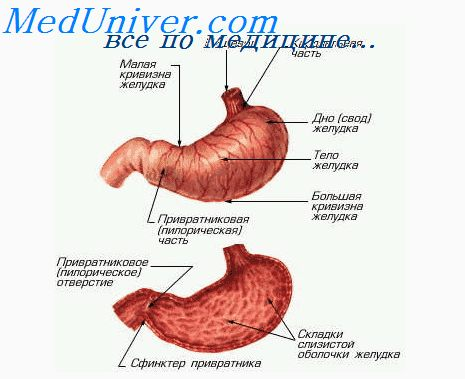 MedUniver.com
все по медицине...
часть
Малая
кривизна
желудка
Дно (свод)
желудка
Тело
желудка
Большая
кривизна
желудка
Привратниковая
(пилорическая)
часть
Привратниковое
(пилорическое)
отверстие
Складки
слизистой
оболочки желудка
Сфинктер привратника